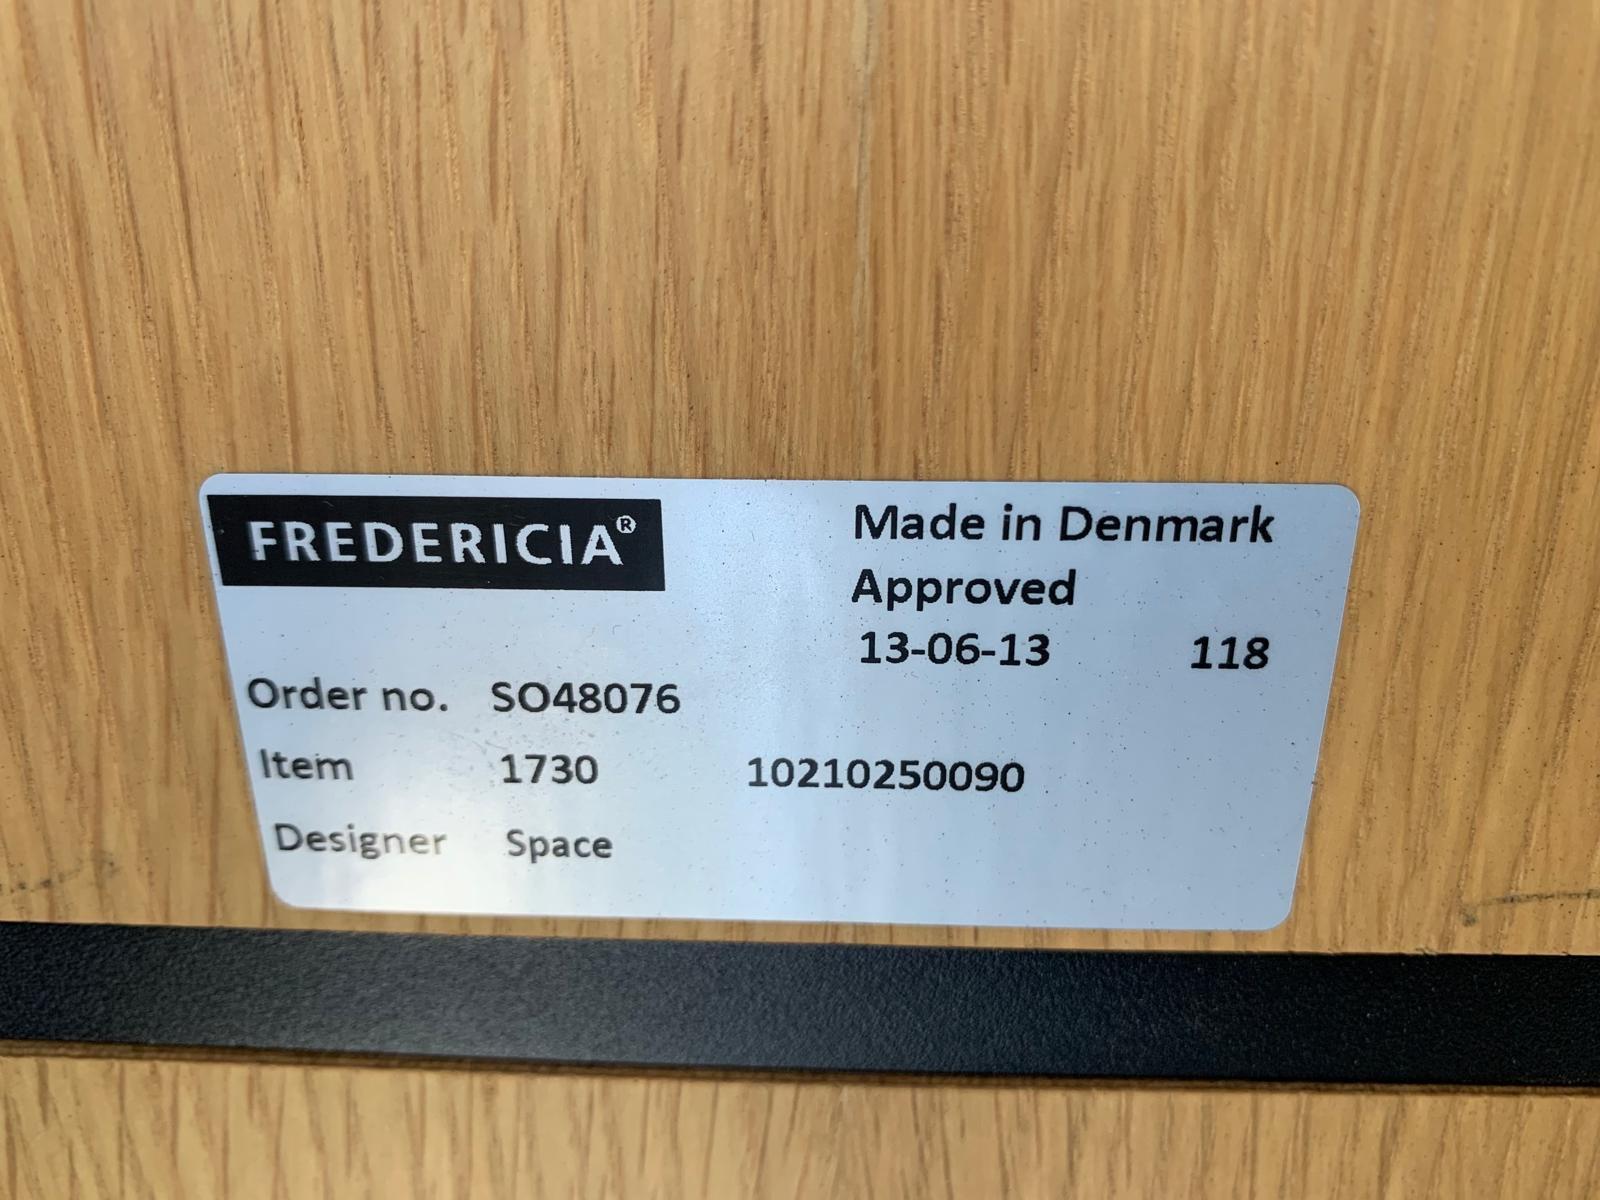 FREDERICIA®
Made in Denmark
Approved
13-06-13 118
Order no. SO48076
Item 1730 10210250090
Designer Space